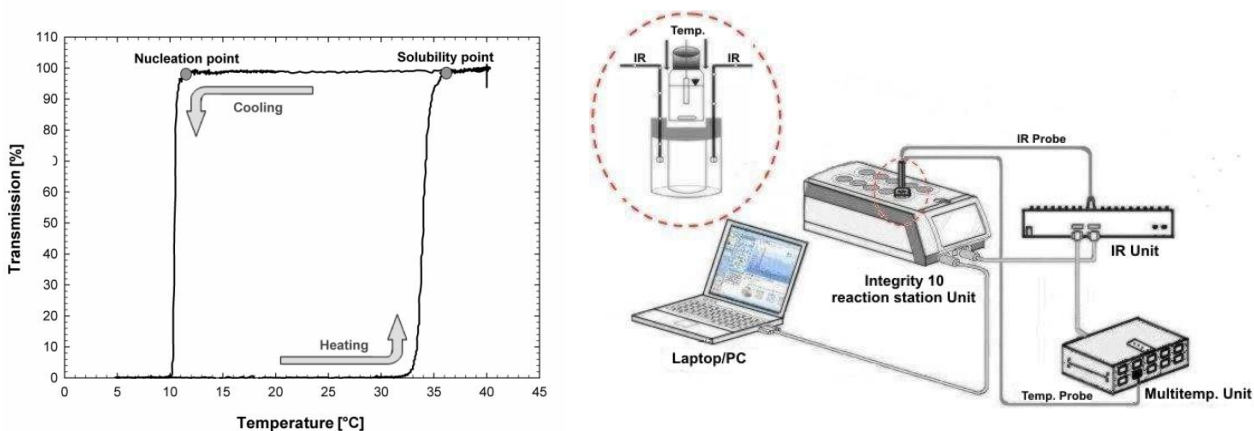 110
100
90
80
)
60
50
40
30
20
10
0
Transmission [%]
Nucleation point
Solubility point
Cooling
Heating
0
5
10
15
20
25
30
35
40
45
Temperature [°C]
Temp.
IR
IR
IR Probe
IR Unit
Integrity 10
reaction station Unit
Laptop/PC
Temp. Probe
Multitemp. Unit